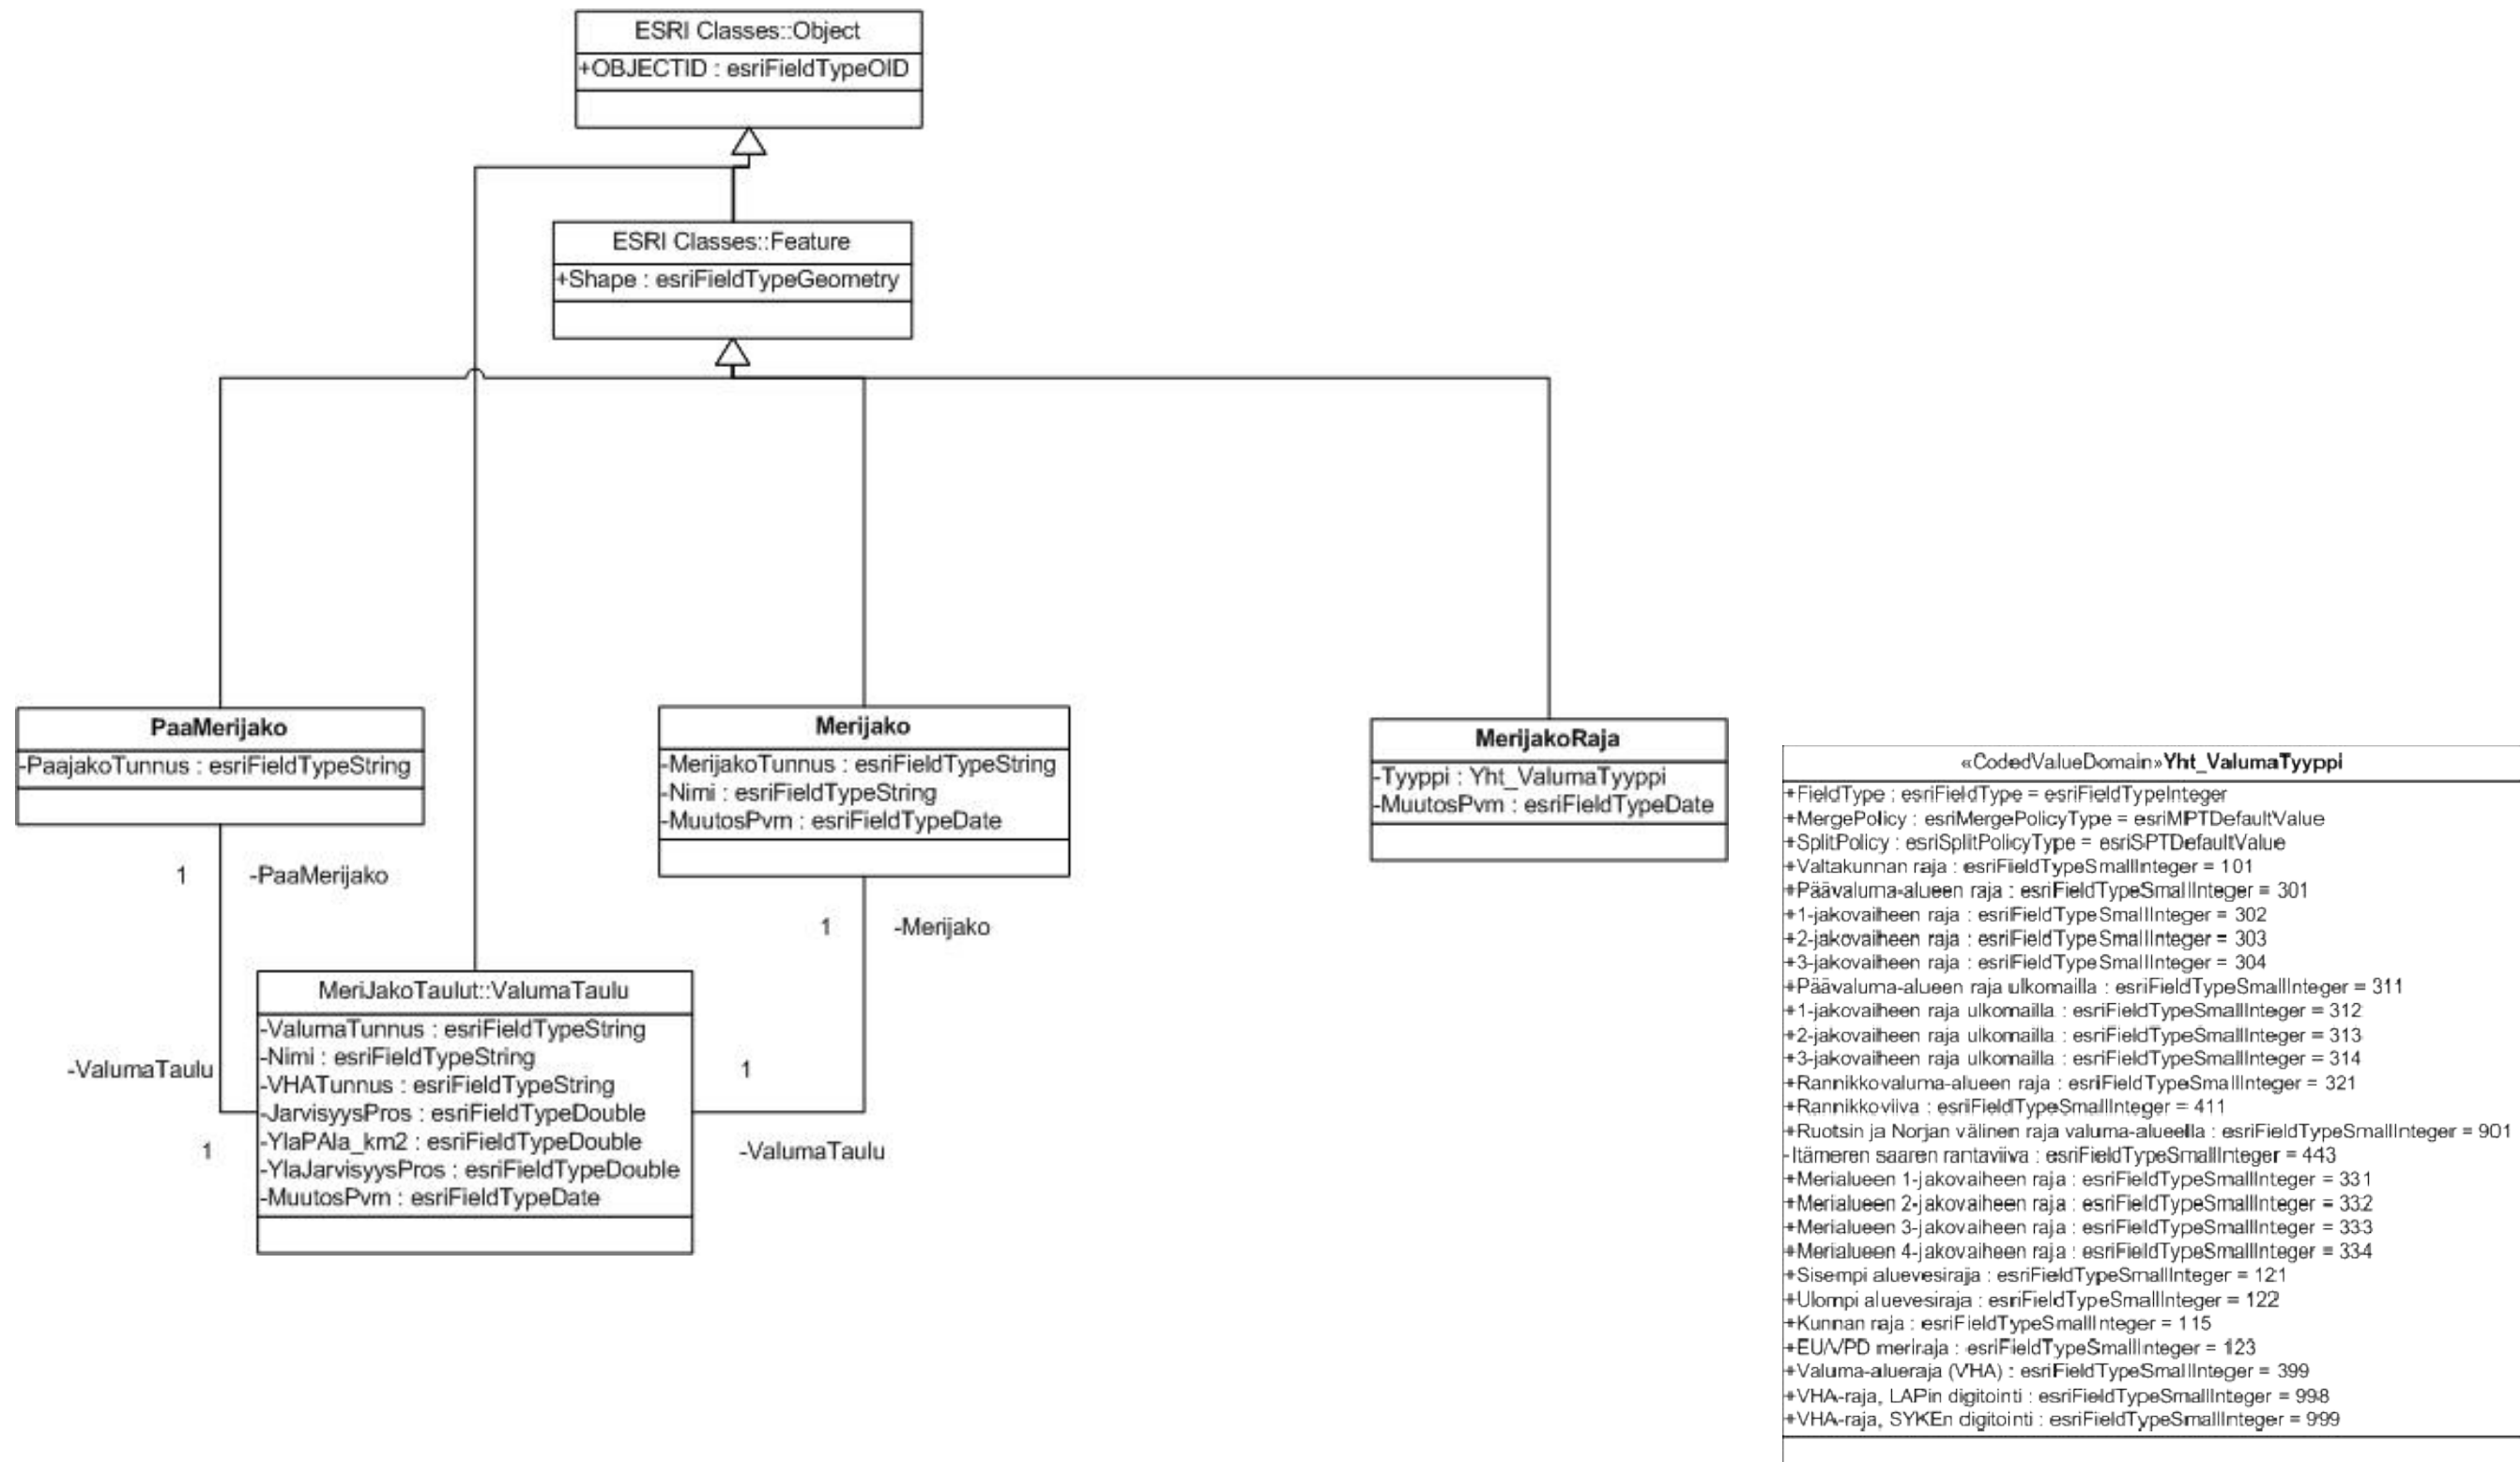 ESRI Classes::Object
+OBJECTID : esriFieldTypeOID
ESRI Classes::Feature
+Shape : esriFieldTypeGeometry
PaaMerijako
-PaajakoTunnus : esriFieldTypeString
Merijako
-MerijakoTunnus : esriFieldTypeString
-Nimi : esriFieldTypeString
-MuutosPvm : esriFieldTypeDate
MerijakoRaja
-Tyyppi : Yht_ValumaTyyppi
-MuutosPvm : esriFieldTypeDate
1
-PaaMerijako
1
-Merijako
MeriJakoTaulut::ValumaTaulu
-ValumaTunnus : esriFieldTypeString
-Nimi : esriFieldTypeString
-VHATunnus : esriFieldTypeString
-JarvisyysPros : esriFieldTypeDouble
-YlaPAla_km2 : esriFieldTypeDouble
-YlaJarvisyysPros : esriFieldTypeDouble
-MuutosPvm : esriFieldTypeDate
-ValumaTaulu
1
1
-ValumaTaulu
«CodedValueDomain»Yht_ValumaTyyppi
+FieldType : esriFieldType = esriFieldTypeInteger
+MergePolicy : esriMergePolicyType = esriMPTDefaultValue
+SplitPolicy : esriSplitPolicyType = esriSPTDefaultValue
+Valtakunnan raja : esriFieldTypeSmallInteger = 101
+Päävaluma-alueen raja : esriFieldTypeSmallInteger = 301
+1-jakovaiheen raja : esriFieldTypeSmallInteger = 302
+2-jakovaiheen raja : esriFieldTypeSmallInteger = 303
+3-jakovaiheen raja : esriFieldTypeSmallInteger = 304
+Päävaluma-alueen raja ulkomailla : esriFieldTypeSmallInteger = 311
+1-jakovaiheen raja ulkomailla : esriFieldTypeSmallInteger = 312
+2-jakovaiheen raja ulkomailla : esriFieldTypeSmallInteger = 313
+3-jakovaiheen raja ulkomailla : esriFieldTypeSmallInteger = 314
+Rannikkovaluma-alueen raja : esriFieldTypeSmallInteger = 321
+Rannikkoviiva : esriFieldTypeSmallInteger = 411
+Ruotsin ja Norjan välinen raja valuma-alueella : esriFieldTypeSmallInteger = 901
-Itämeren saaren rantaviiva : esriFieldTypeSmallInteger = 443
+Merialueen 1-jakovaiheen raja : esriFieldTypeSmallInteger = 331
+Merialueen 2-jakovaiheen raja : esriFieldTypeSmallInteger = 332
+Merialueen 3-jakovaiheen raja : esriFieldTypeSmallInteger = 333
+Merialueen 4-jakovaiheen raja : esriFieldTypeSmallInteger = 334
+Sisempi aluevesiraja : esriFieldTypeSmallInteger = 121
+Ulompi aluevesiraja : esriFieldTypeSmallInteger = 122
+Kunnan raja : esriFieldTypeSmallInteger = 115
+EU/VPD meriraja : esriFieldTypeSmallInteger = 123
+Valuma-alueraja (VHA) : esriFieldTypeSmallInteger = 399
+VHA-raja, LAPin digitointi : esriFieldTypeSmallInteger = 998
+VHA-raja, SYKEn digitointi : esriFieldTypeSmallInteger = 999